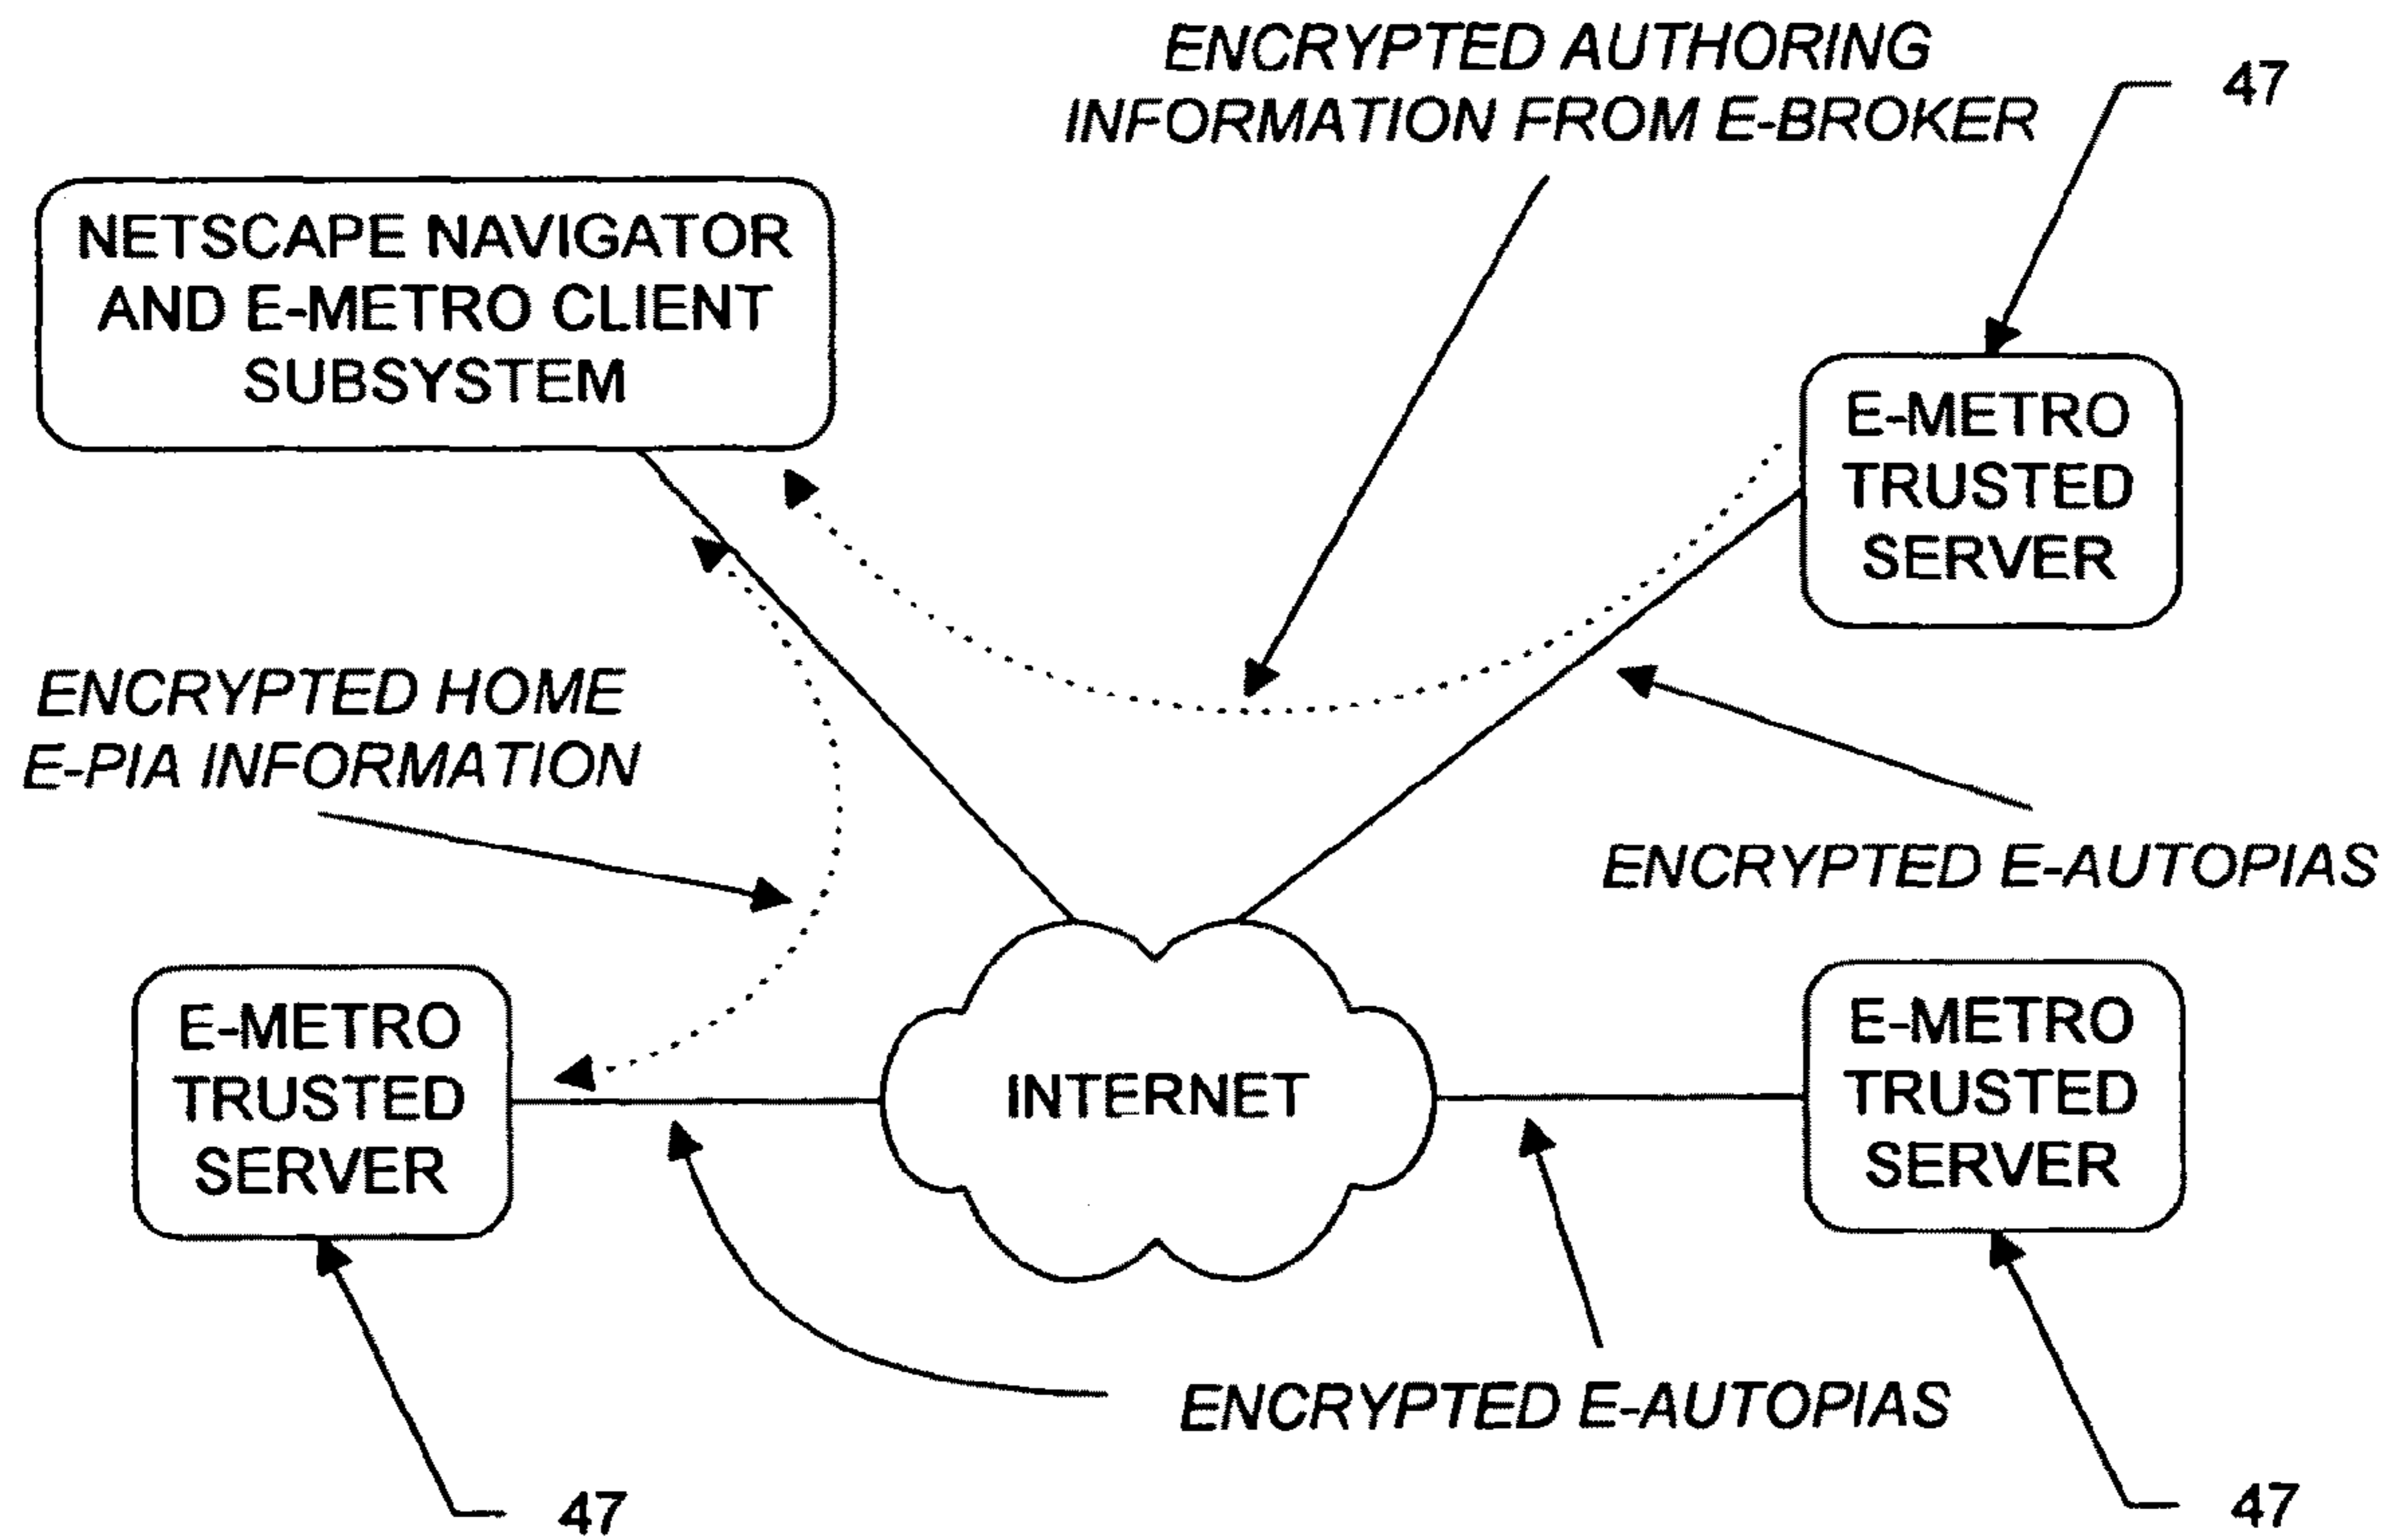 ENCRYPTED AUTHORING
INFORMATION FROM E-BROKER
47
NETSCAPE NAVIGATOR
AND E-METRO CLIENT
SUBSYSTEM
E-METRO
TRUSTED
SERVER
ENCRYPTED HOME
E-PIA INFORMATION
ENCRYPTED E-AUTOPIAS
E-METRO
TRUSTED
SERVER
INTERNET
E-METRO
TRUSTED
SERVER
ENCRYPTED E-AUTOPIAS
47
47